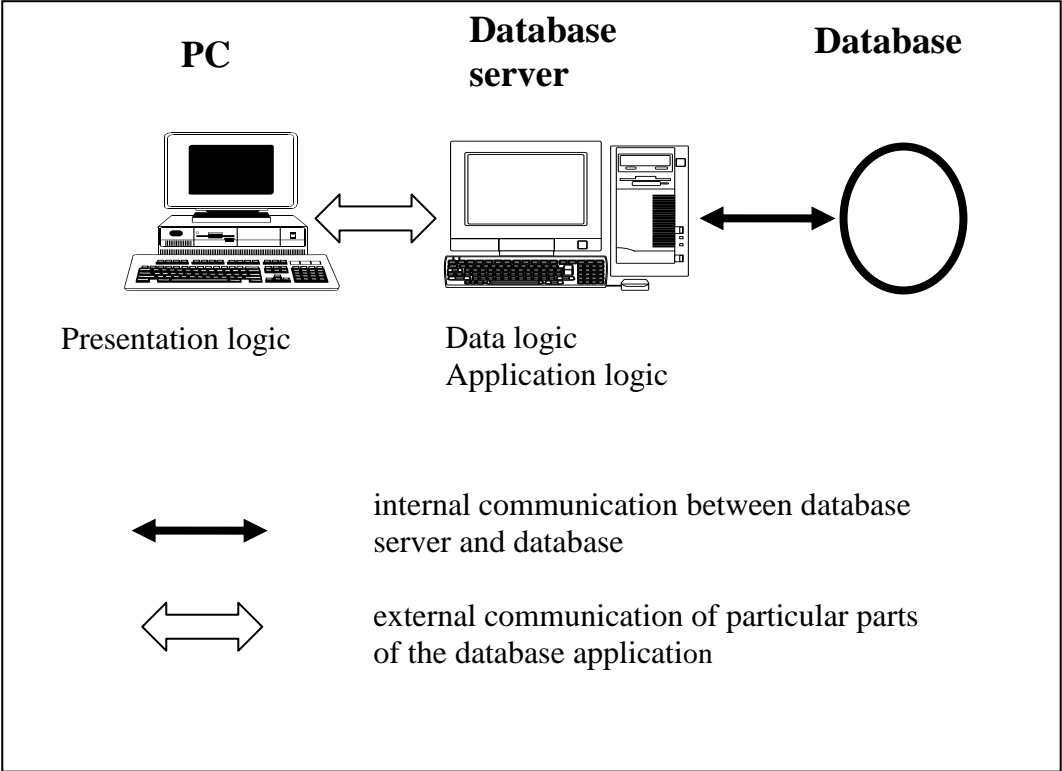 PC
Database
server
Database
Presentation logic
Data logic
Application logic
internal communication between database
server and database
external communication of particular parts
of the database application